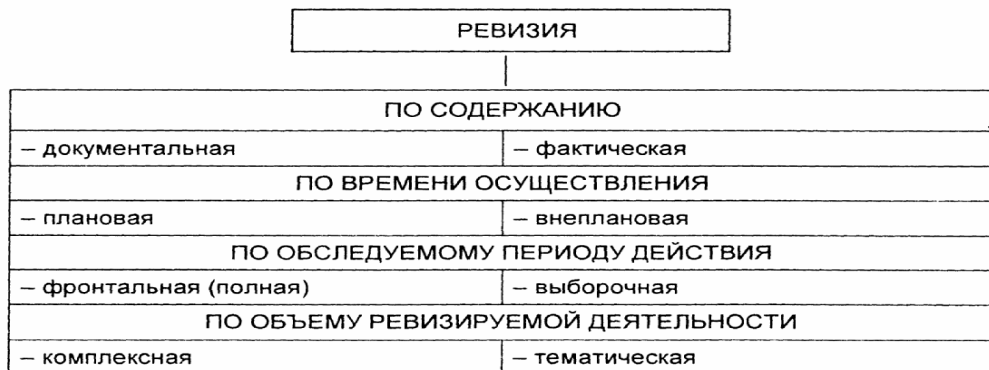 РЕВИЗИЯ
ПО СОДЕРЖАНИЮ
– документальная – фактическая
ПО ВРЕМЕНИ ОСУЩЕСТВЛЕНИЯ
– плановая – внеплановая
ПО ОБСЛЕДУЕМОМУ ПЕРИОДУ ДЕЙСТВИЯ
– фронтальная (полная) – выборочная
ПО ОБЪЕМУ РЕВИЗИРУЕМОЙ ДЕЯТЕЛЬНОСТИ
– комплексная – тематическая